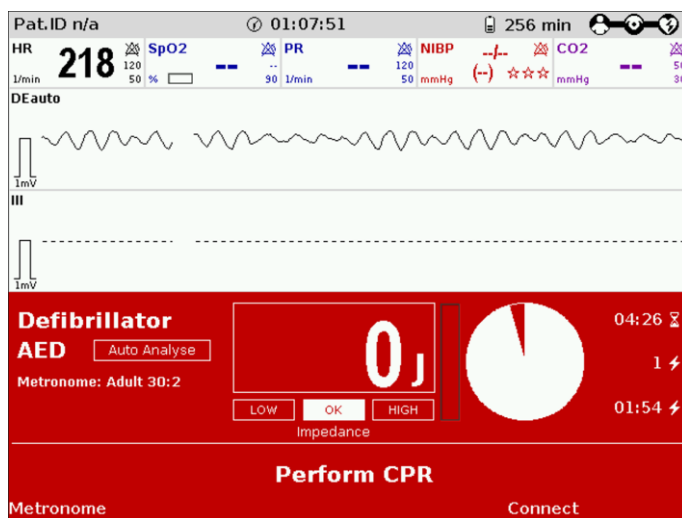 Pat.ID n/a 01:07:51 256 min
HR 218 120 50 1/min
SpO2 -- -- 90 %
PR -- 120 50 1/min
NIBP --/-- (--) mmHg
CO2 -- mmHg
DEauto
1mV
III
1mV
Defibrillator
AED Auto Analyse
Metronome: Adult 30:2
0 J
LOW OK HIGH
Impedance
04:26
1
01:54
Perform CPR
Metronome Connect